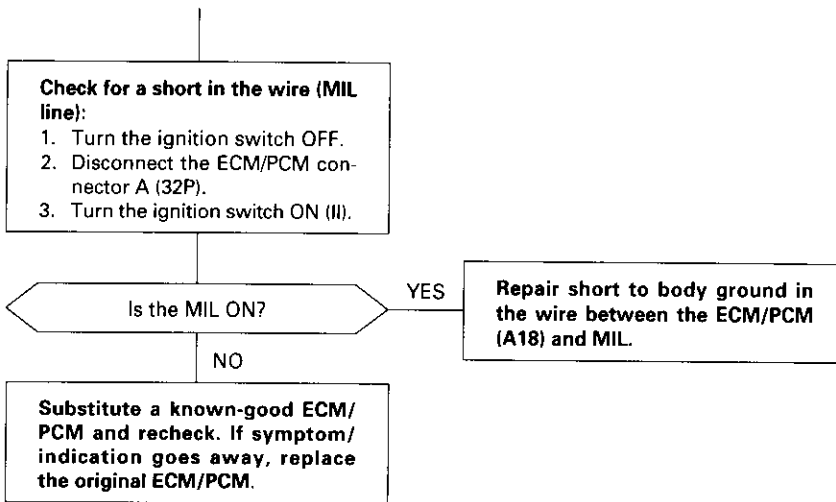 Check for a short in the wire (MIL
line):
1. Turn the ignition switch OFF.
2. Disconnect the ECM/PCM con-
nector A (32P).
3. Turn the ignition switch ON (II).
Is the MIL ON?
YES
Repair short to body ground in
the wire between the ECM/PCM
(A18) and MIL.
NO
Substitute a known-good ECM/
PCM and recheck. If symptom/
indication goes away, replace
the original ECM/PCM.